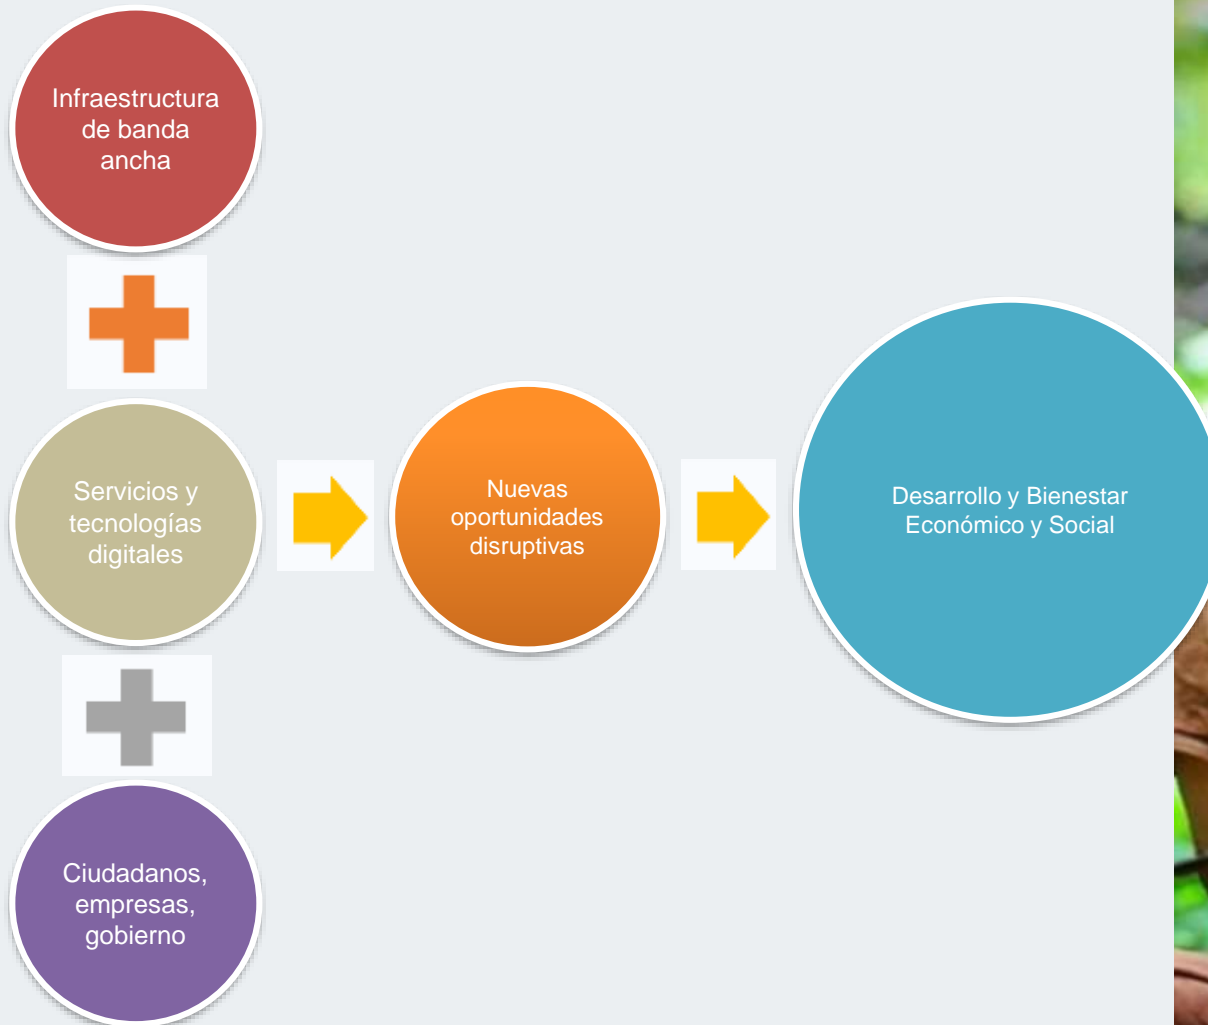 Infraestructura
de banda
ancha
Servicios y
tecnologías
digitales
Nuevas
oportunidades
disruptivas
Desarrollo y Bienestar
Económico y Social
Ciudadanos,
empresas,
gobierno